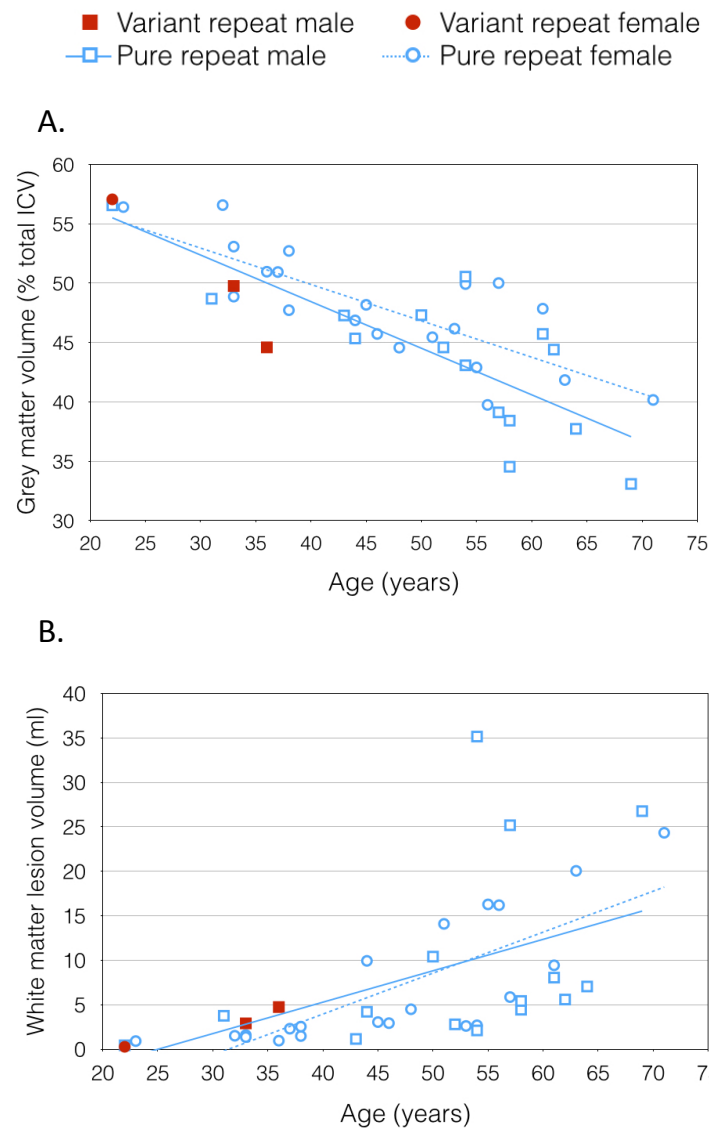 Variant repeat male Variant repeat female
Pure repeat male Pure repeat female
A.
Grey matter volume (% total ICV)
60
55
50
45
40
35
30
20 25 30 35 40 45 50 55 60 65 70 75
Age (years)
B.
White matter lesion volume (ml)
40
35
30
25
20
15
10
5
0
20 25 30 35 40 45 50 55 60 65 70 7
Age (years)